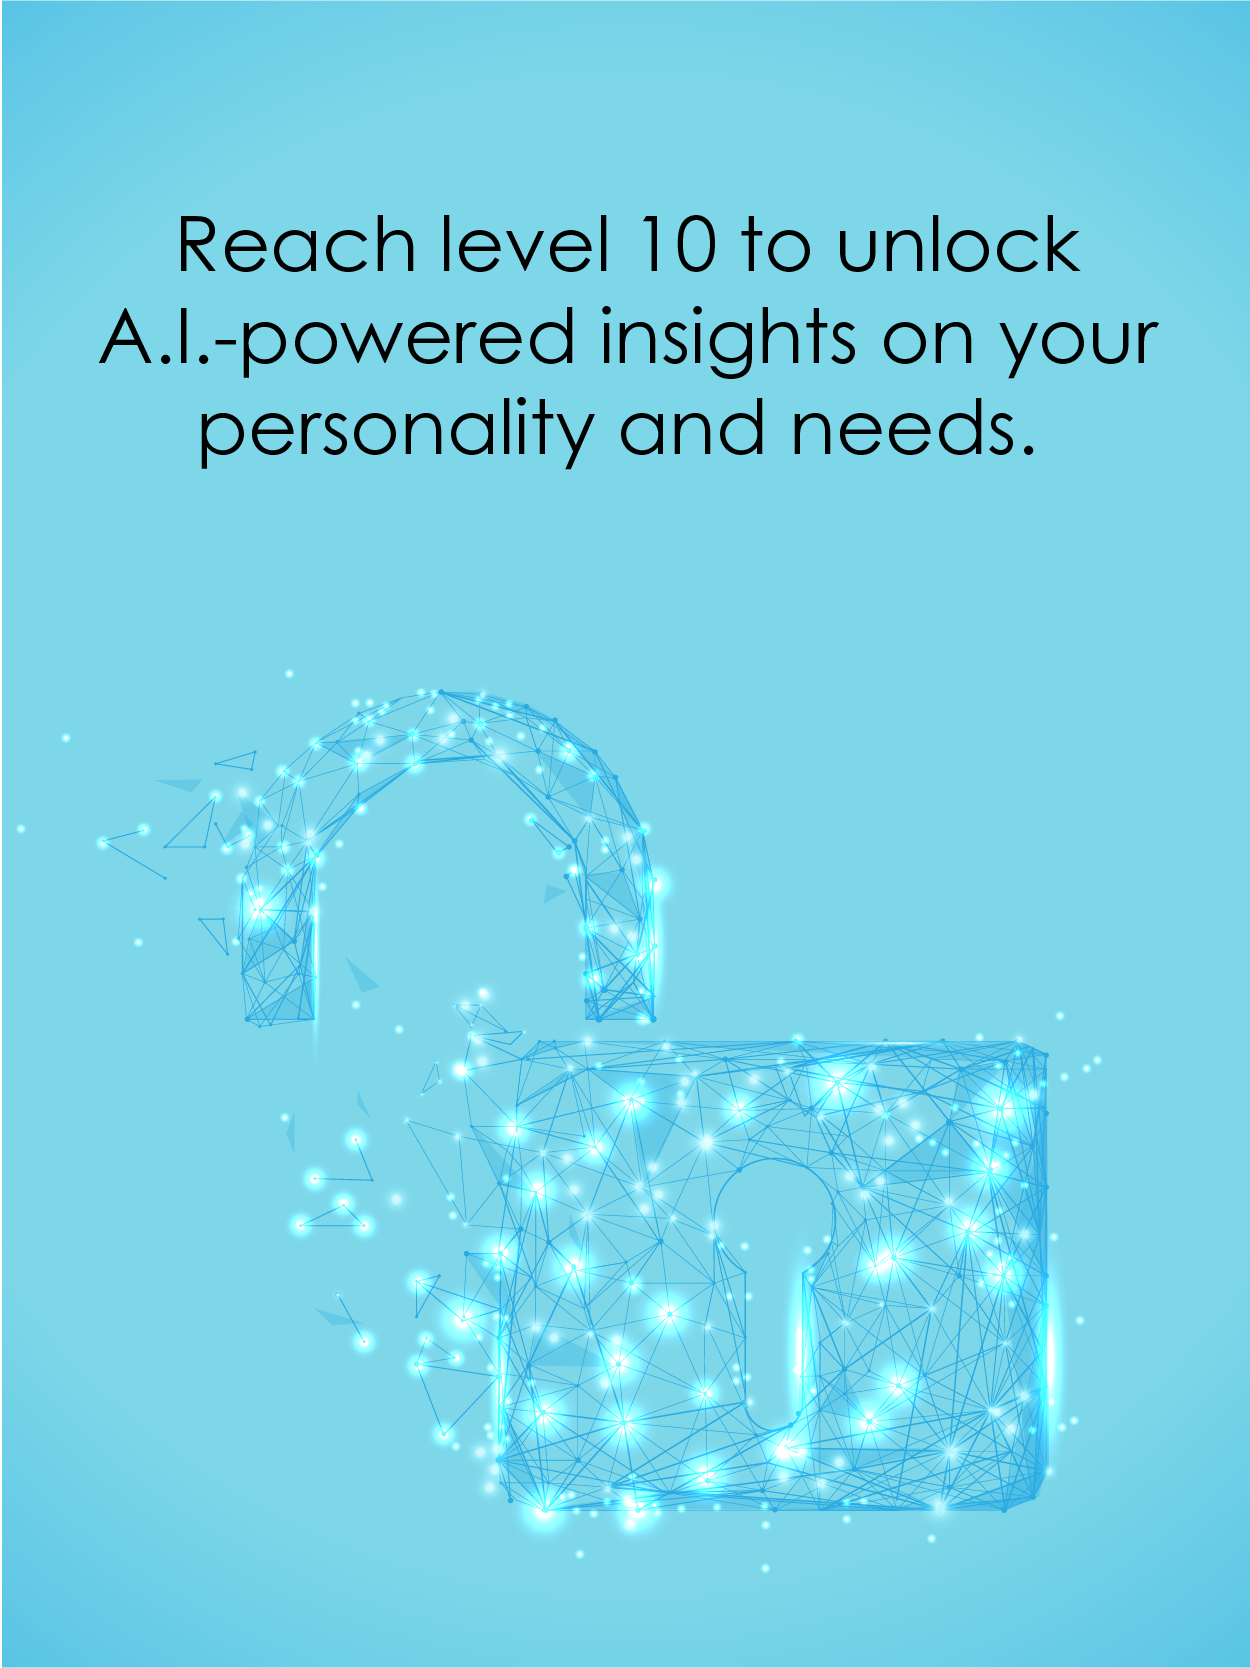 Reach level 10 to unlock
A.I.-powered insights on your
personality and needs.